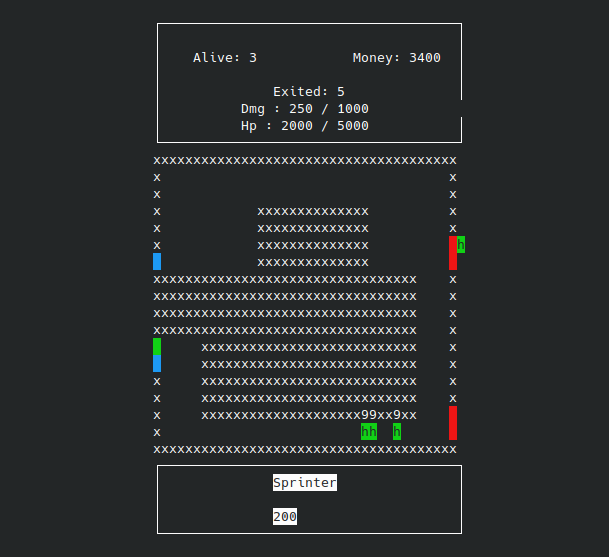 Alive: 3            Money: 3400
Exited: 5
Dmg : 250 / 1000
Hp : 2000 / 5000
xxxxxxxxxxxxxxxxxxxxxxxxxxxxxxxxxxxxxx
x                                    x
x                                    x
x            xxxxxxxxxxxxxx          x
x            xxxxxxxxxxxxxx          x
x            xxxxxxxxxxxxxx           h
             xxxxxxxxxxxxxx
xxxxxxxxxxxxxxxxxxxxxxxxxxxxxxxxx    x
xxxxxxxxxxxxxxxxxxxxxxxxxxxxxxxxx    x
xxxxxxxxxxxxxxxxxxxxxxxxxxxxxxxxx    x
xxxxxxxxxxxxxxxxxxxxxxxxxxxxxxxxx    x
      xxxxxxxxxxxxxxxxxxxxxxxxxxx    x
      xxxxxxxxxxxxxxxxxxxxxxxxxxx    x
x     xxxxxxxxxxxxxxxxxxxxxxxxxxx    x
x     xxxxxxxxxxxxxxxxxxxxxxxxxxx    x
x     xxxxxxxxxxxxxxxxxxxx99xx9xx
x                         hh  h
xxxxxxxxxxxxxxxxxxxxxxxxxxxxxxxxxxxxxx
Sprinter
200